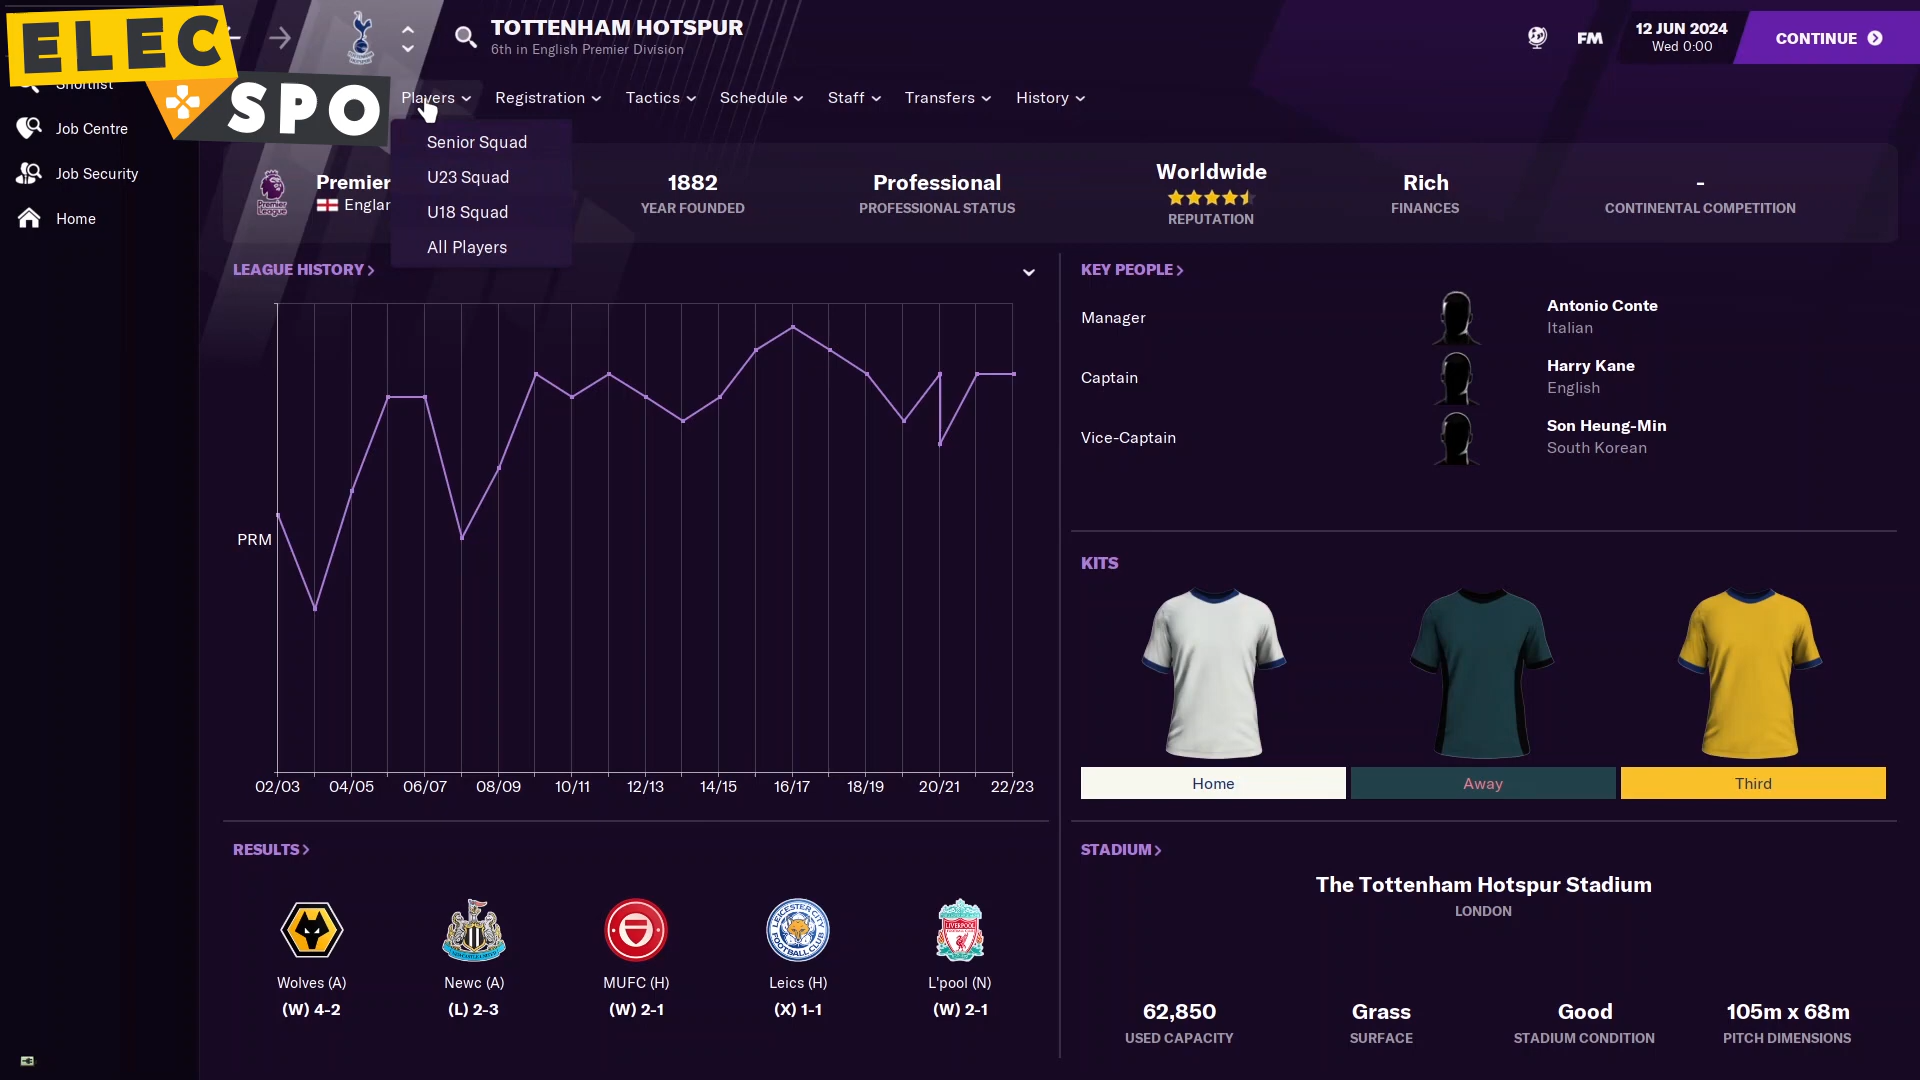 ELEC
SPO
TOTTENHAM HOTSPUR
6th in English Premier Division
12 JUN 2024
Wed 0:00
FM
CONTINUE
Shortlist
Job Centre
Job Security
Home
Players
Registration
Tactics
Schedule
Staff
Transfers
History
Senior Squad
U23 Squad
U18 Squad
All Players
Premier
Premier League
1882
YEAR FOUNDED
Professional
PROFESSIONAL STATUS
Worldwide
REPUTATION
Rich
FINANCES
-
CONTINENTAL COMPETITION
LEAGUE HISTORY
PRM
02/03 04/05 06/07 08/09 10/11 12/13 14/15 16/17 18/19 20/21 22/23
KEY PEOPLE
Manager
Antonio Conte
Italian
Captain
Harry Kane
English
Vice-Captain
Son Heung-Min
South Korean
KITS
Home
Away
Third
RESULTS
LEICESTER CITY
FOOTBALL CLUB
Wolves (A)
(W) 4-2
Newc (A)
(L) 2-3
MUFC (H)
(W) 2-1
Leics (H)
(X) 1-1
L'pool (N)
(W) 2-1
STADIUM
The Tottenham Hotspur Stadium
LONDON
62,850
USED CAPACITY
Grass
SURFACE
Good
STADIUM CONDITION
105m x 68m
PITCH DIMENSIONS